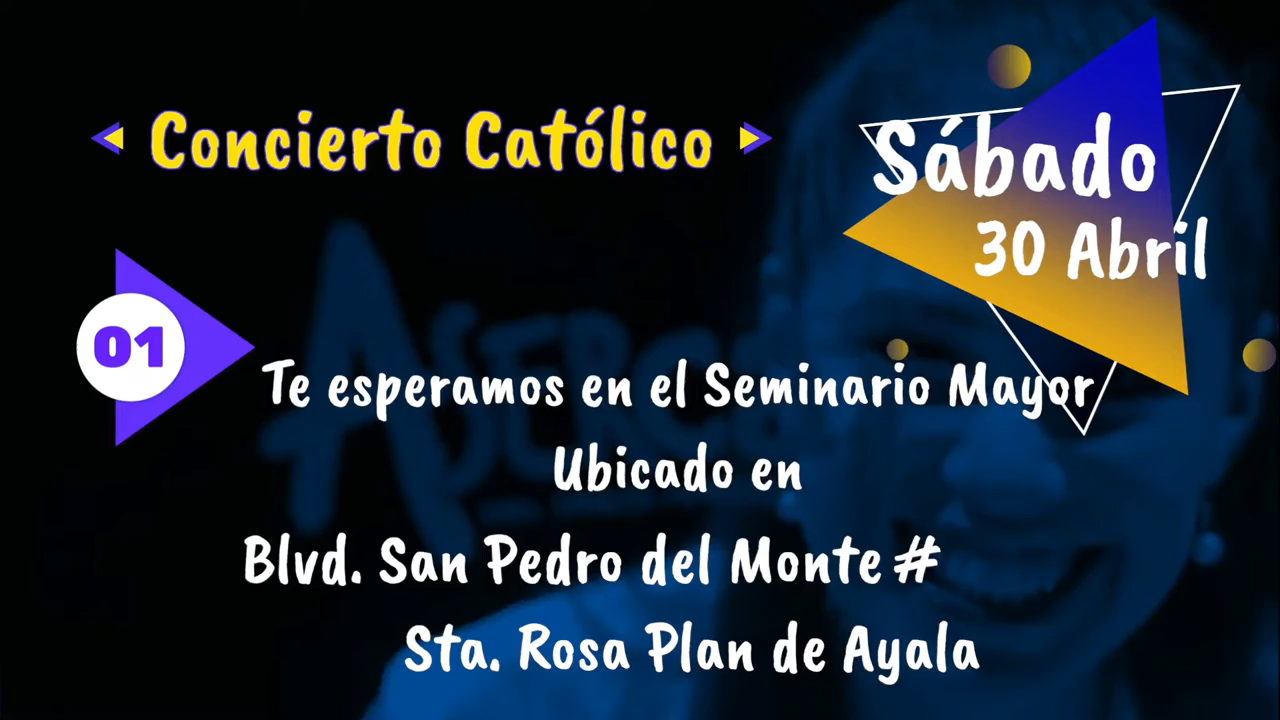 Concierto Católico
Sábado
30 Abril
01
Te esperamos en el Seminario Mayor
Ubicado en
Blvd. San Pedro del Monte #
Sta. Rosa Plan de Ayala